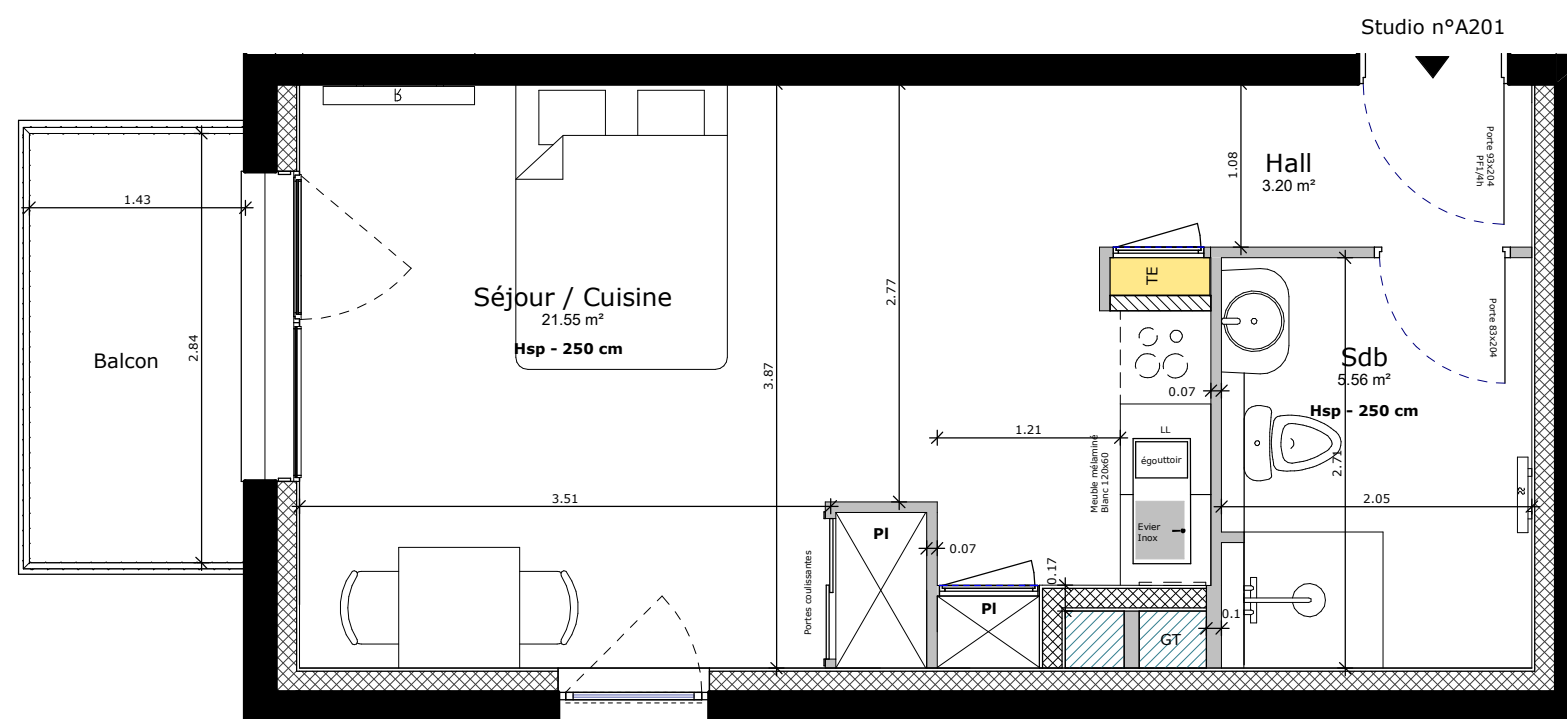 Studio n°A201
R
1.43
Balcon
2.84
Séjour / Cuisine
21.55 m²
Hsp - 250 cm
3.87
2.77
1.08
Hall
3.20 m²
Porte 93x204
PF1/4h
TE
Porte 83x204
Sdb
5.56 m²
Hsp - 250 cm
0.07
1.21
LL
égouttoir
Meuble mélaminé
Blanc 120x60
Evier
Inox
2.71
2.05
3.51
Pl
0.07
Portes coulissantes
Pl
0.17
GT
0.1